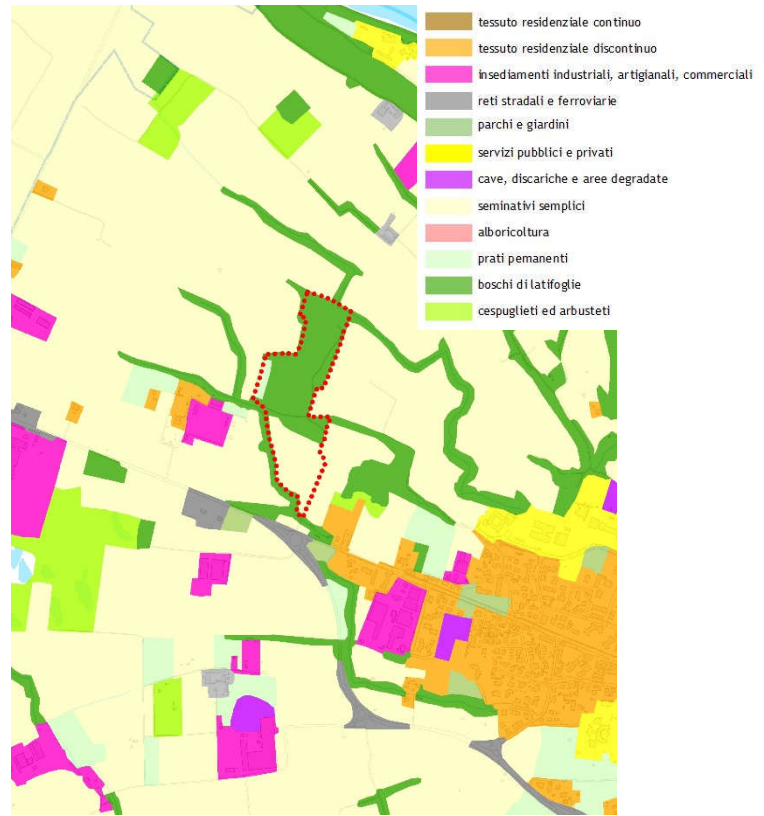 tessuto residenziale continuo
tessuto residenziale discontinuo
insediamenti industriali, artigianali, commerciali
reti stradali e ferroviarie
parchi e giardini
servizi pubblici e privati
cave, discariche e aree degradate
seminativi semplici
alboricoltura
prati pemanenti
boschi di latifoglie
cespuglieti ed arbusteti